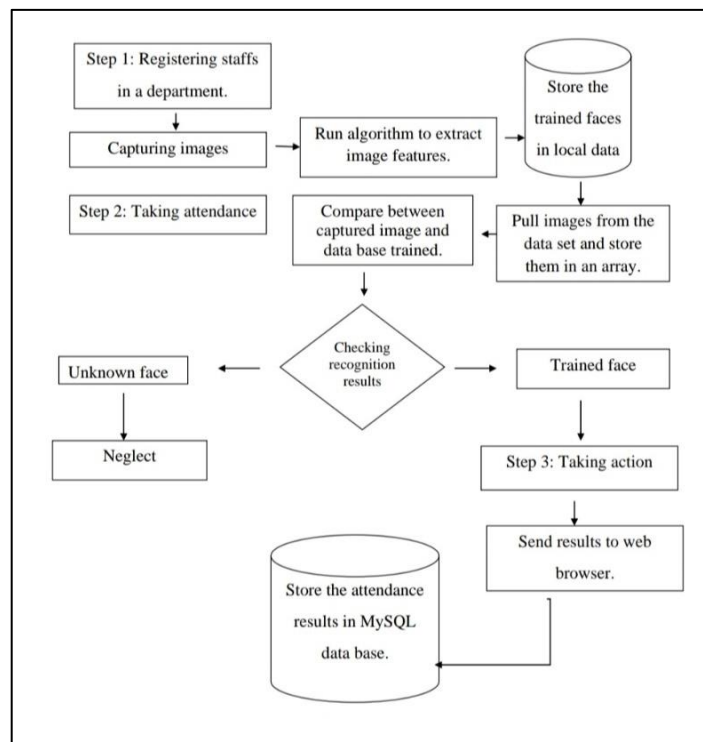 Step 1: Registering staffs
in a department.
Capturing images
Run algorithm to extract
image features.
Store the
trained faces
in local data
Step 2: Taking attendance
Compare between
captured image and
data base trained.
Pull images from the
data set and store
them in an array.
Checking
recognition
results
Unknown face
Trained face
Neglect
Step 3: Taking action
Send results to web
browser.
Store the attendance
results in MySQL
data base.